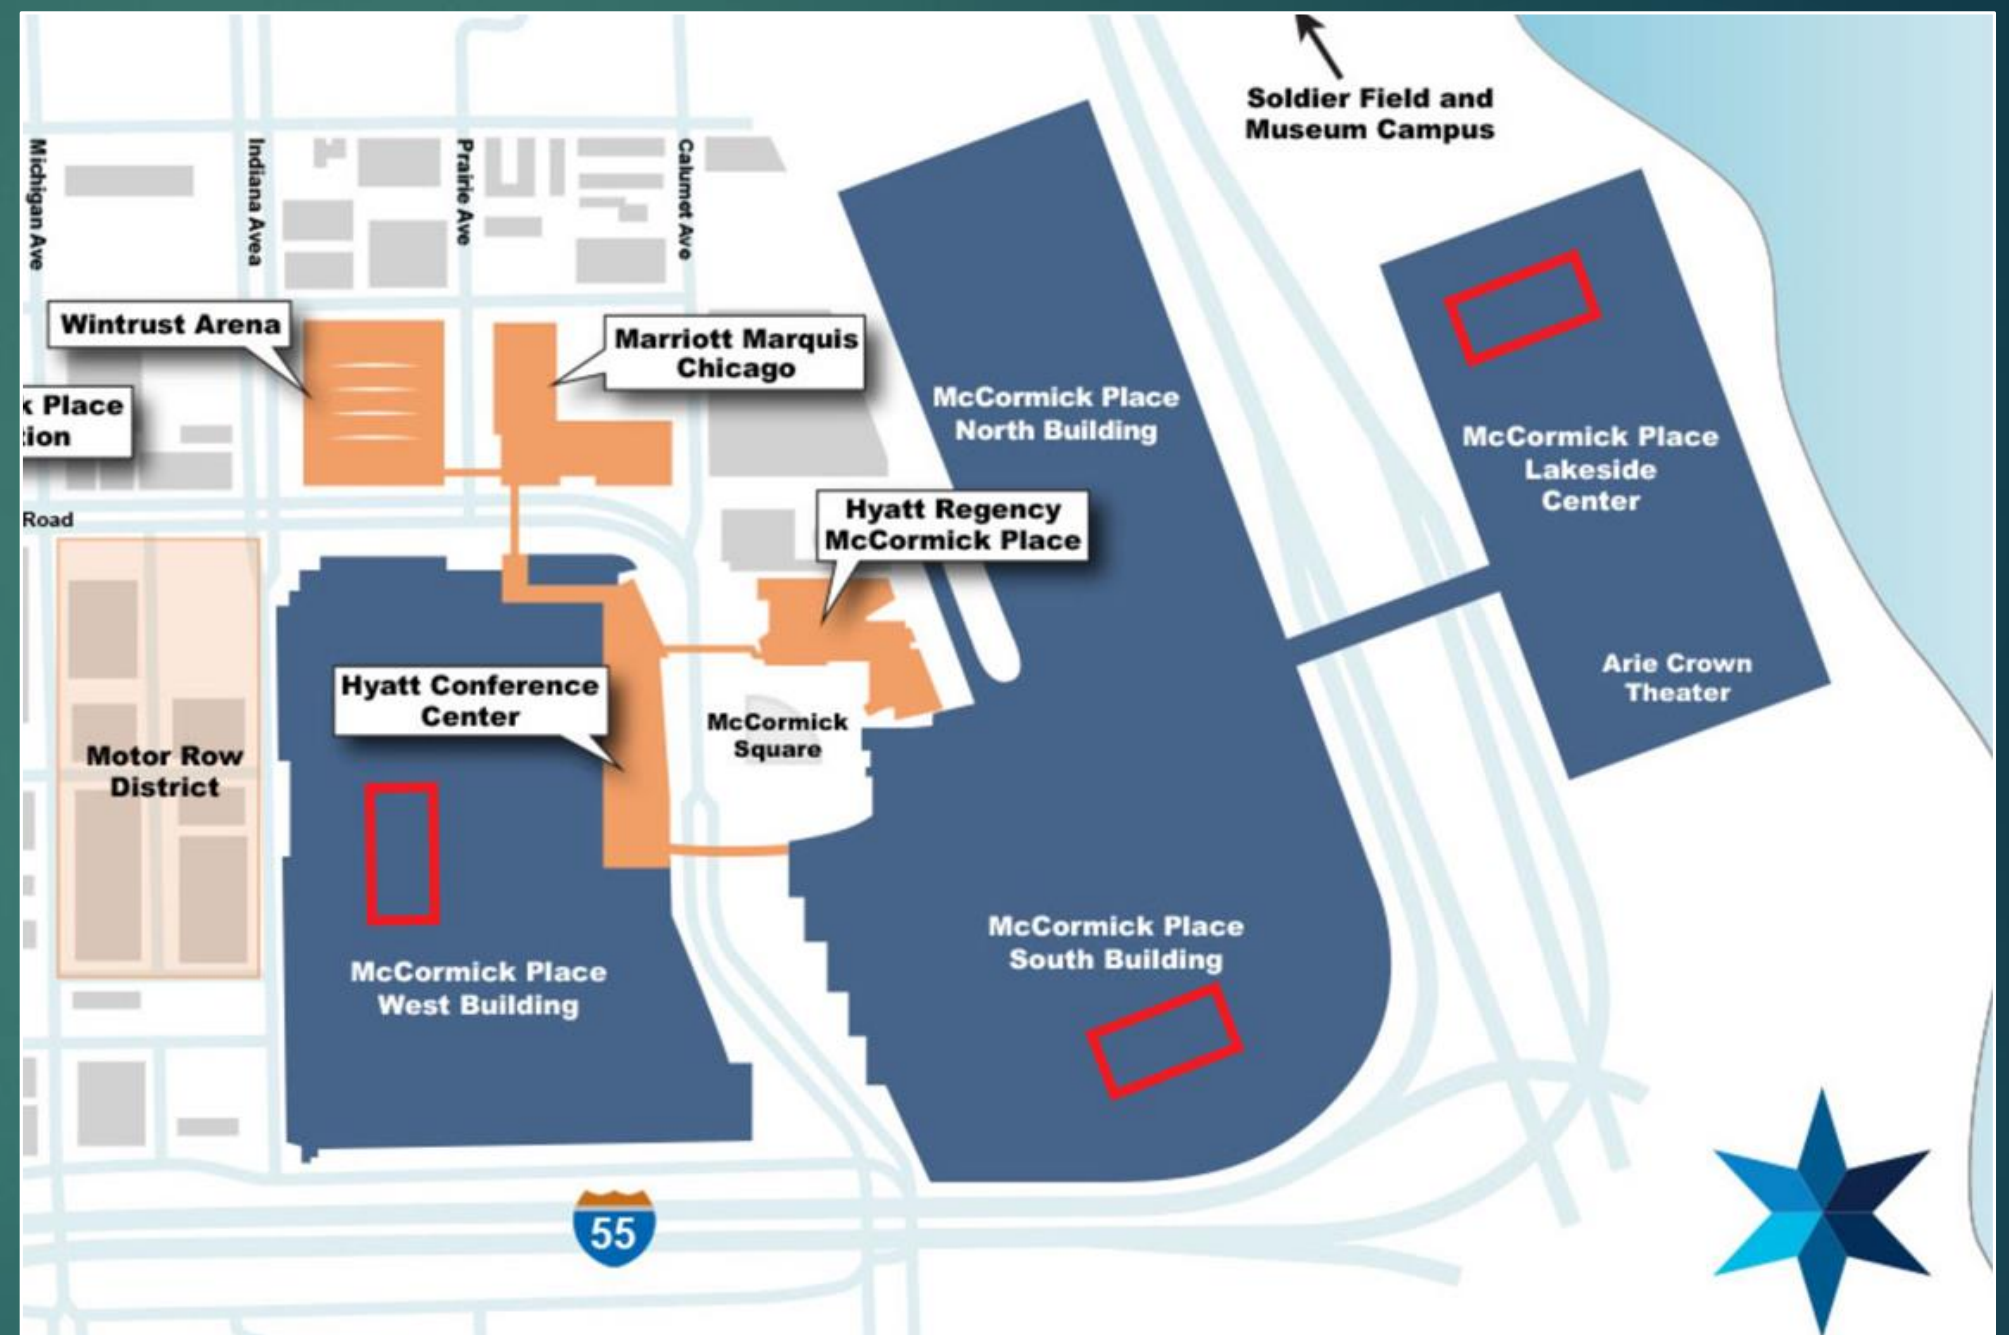 Soldier Field and
Museum Campus
Michigan Ave
Indiana Avea
Prairie Ave
Calumet Ave
Wintrust Arena
Marriott Marquis
Chicago
k Place
tion
McCormick Place
North Building
McCormick Place
Lakeside
Center
Road
Hyatt Regency
McCormick Place
Arie Crown
Theater
Hyatt Conference
Center
McCormick
Square
Motor Row
District
McCormick Place
South Building
McCormick Place
West Building
55